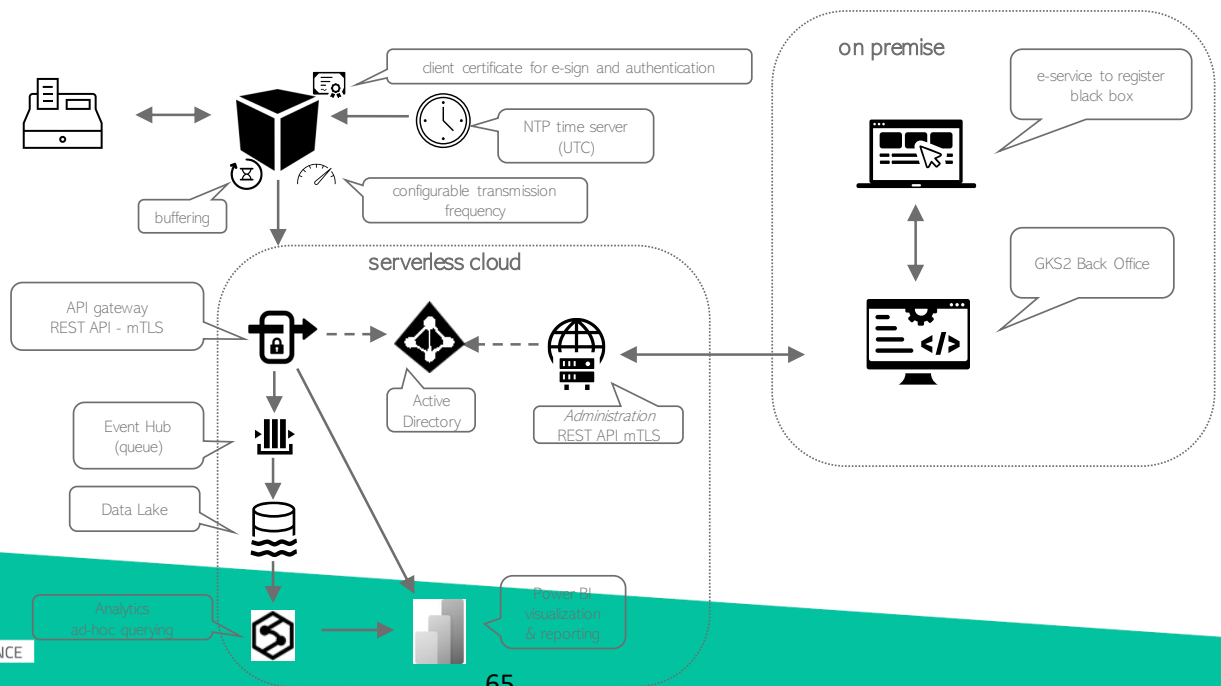 on premise
client certificate for e-sign and authentication
e-service to register
black box
NTP time server
(UTC)
configurable transmission
frequency
buffering
serverless cloud
GKS2 Back Office
API gateway
REST API - mTLS
Active
Directory
Administration
REST API mTLS
Event Hub
(queue)
</>
Data Lake
Power BI
visualization
& reporting
Analytics
ad-hoc querying
NCE
65